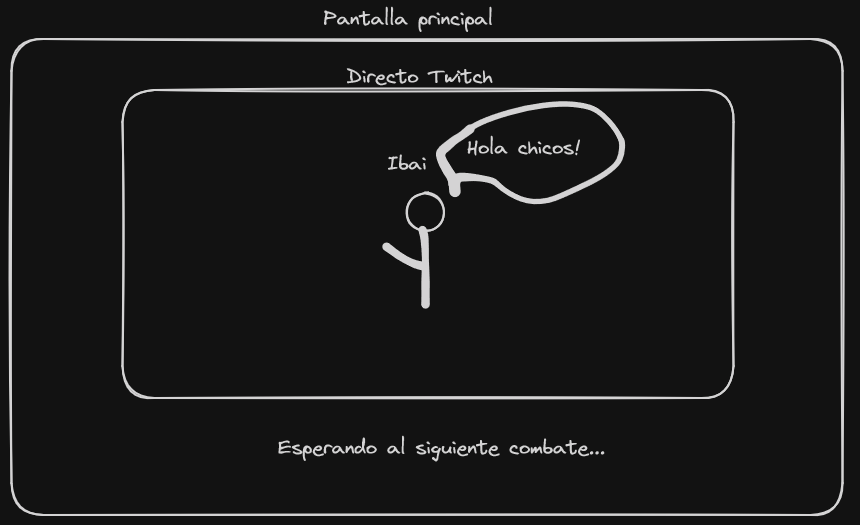 Pantalla principal
Directo Twitch
Ibai
Hola chicos!
Esperando al siguiente combate...